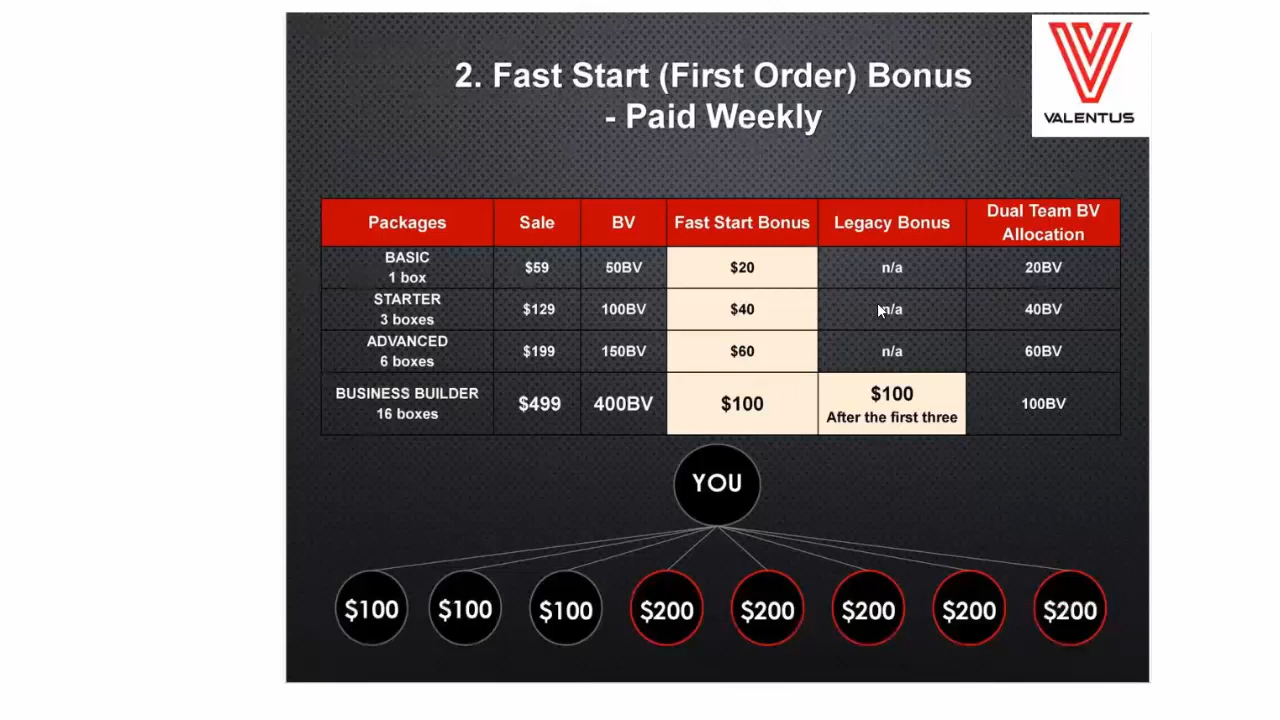 2. Fast Start (First Order) Bonus
- Paid Weekly
VALENTUS
Packages Sale BV Fast Start Bonus Legacy Bonus Dual Team BV Allocation
BASIC
1 box $59 50BV $20 n/a 20BV
STARTER
3 boxes $129 100BV $40 n/a 40BV
ADVANCED
6 boxes $199 150BV $60 n/a 60BV
BUSINESS BUILDER
16 boxes $499 400BV $100 $100 100BV
After the first three
YOU
$100 $100 $100 $200 $200 $200 $200 $200